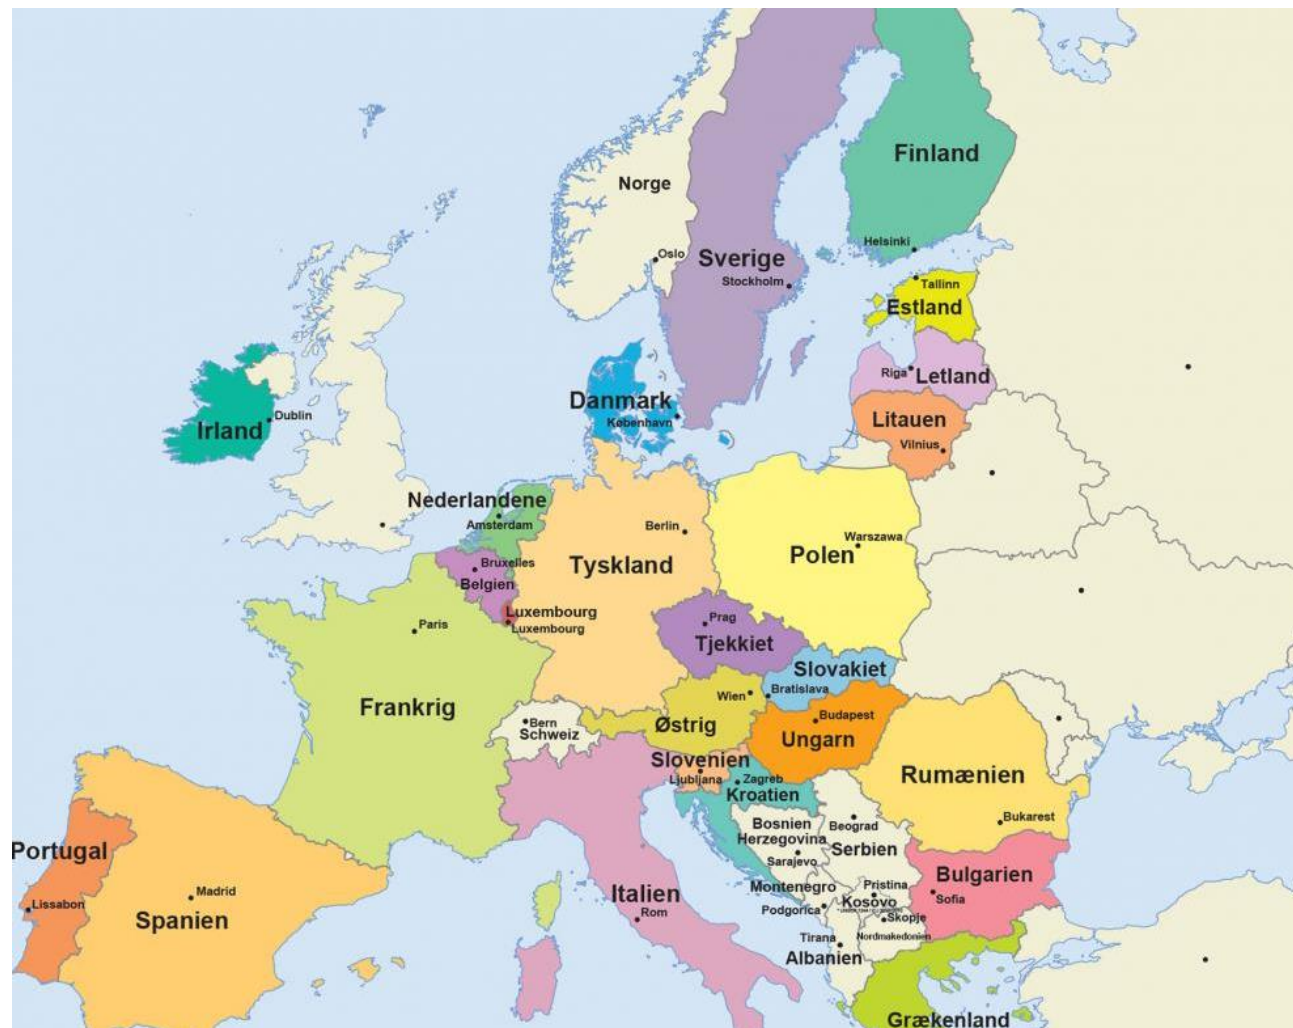 Finland
Norge
Helsinki
Oslo
Sverige
Stockholm
Tallinn
Estland
Riga
Letland
Danmark
København
Litauen
Vilnius
Dublin
Irland
Nederlandene
Amsterdam
Berlin
Warszawa
Polen
Tyskland
Bruxelles
Belgien
Luxembourg
Luxembourg
Paris
Prag
Tjekkiet
Slovakiet
Bratislava
Wien
Østrig
Frankrig
Bern
Schweiz
Budapest
Ungarn
Slovenien
Ljubljana
Zagreb
Kroatien
Rumænien
Bukarest
Bosnien
Herzegovina
Sarajevo
Beograd
Serbien
Portugal
Lissabon
Madrid
Spanien
Italien
Rom
Montenegro
Podgorica
Pristina
Kosovo
Bulgarien
Sofia
Skopje
Nordmakedonien
Tirana
Albanien
Grækenland